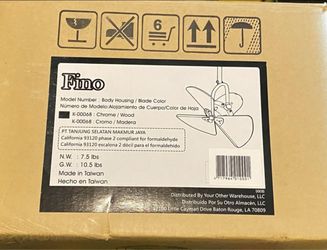 6
Fino
Model Number : Body Housing / Blade Color
Número de Modelo/Alojamiento de Cuerpo/Color de Hoja
K-00068 : Chrome / Wood
K-00068 : Cromo / Madera
PT.TANJUNG SELATAN MAKMUR JAYA
California 93120 phase 2 compliant for formaldehyde
California 93120 escalona 2 dócil para el formaldehido
N.W. : 7.5 lbs
G.W. : 10.5 lbs
Made in Taiwan
Hecho en Taiwan
Distributed By Your Other Warehouse, LLC
Distribuido Por Su Otro Almacén, LLC
Little Cayman Drive Baton Rouge, LA 70809